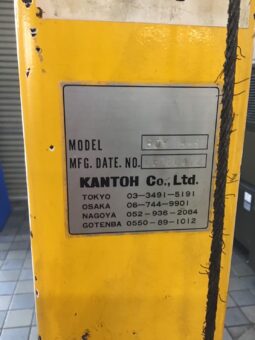 MODEL
MFG. DATE. NO.
KANTOH Co., Ltd.
TOKYO 03-3491-5191
OSAKA 06-744-9901
NAGOYA 052-936-2064
GOTENBA 0550-89-1012